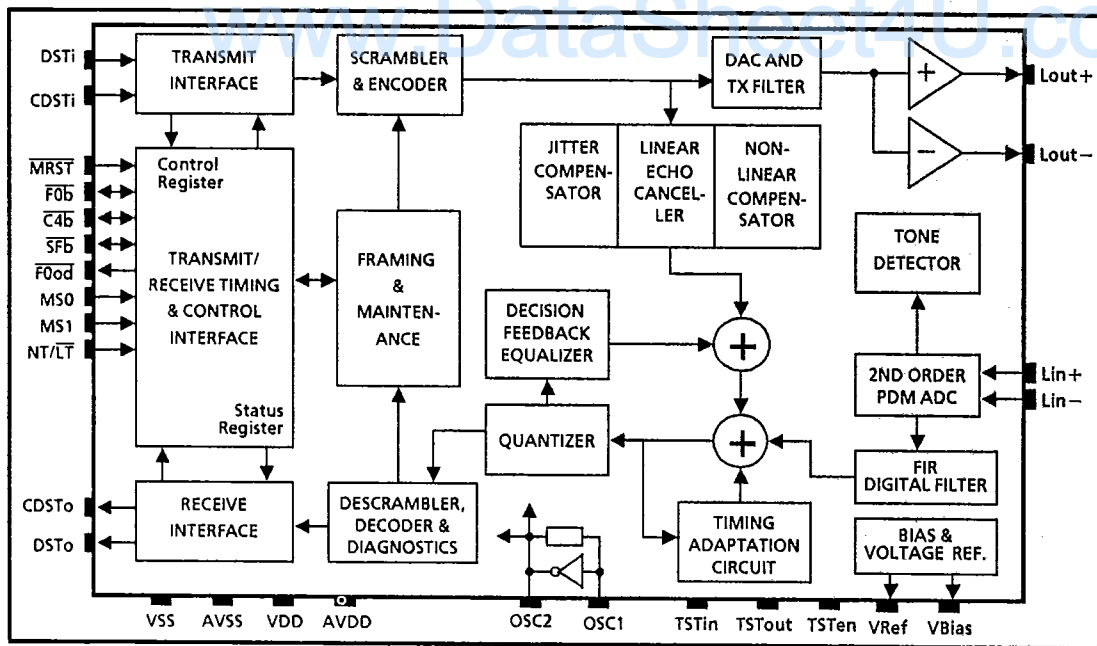 www.DataSheet4U.co
DSTi
CDSTi
MRST
F0b
C4b
SFb
F0od
MS0
MS1
NT/LT
CDSTo
DSTo
TRANSMIT
INTERFACE
SCRAMBLER
& ENCODER
DAC AND
TX FILTER
+
−
Lout+
Lout−
Control
Register
TRANSMIT/
RECEIVE TIMING
& CONTROL
INTERFACE
Status
Register
FRAMING
&
MAINTEN-
ANCE
JITTER
COMPEN-
SATOR
LINEAR
ECHO
CANCEL-
LER
NON-
LINEAR
COMPEN-
SATOR
TONE
DETECTOR
DECISION
FEEDBACK
EQUALIZER
+
2ND ORDER
PDM ADC
Lin+
Lin−
QUANTIZER
+
FIR
DIGITAL FILTER
RECEIVE
INTERFACE
DESCRAMBLER,
DECODER &
DIAGNOSTICS
TIMING
ADAPTATION
CIRCUIT
BIAS &
VOLTAGE REF.
VSS
AVSS
VDD
AVDD
OSC2
OSC1
TSTin
TSTout
TSTen
VRef
VBias